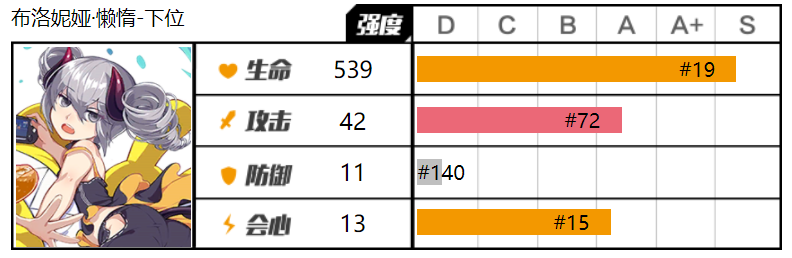 布洛妮娅·懒惰-下位
强度 D C B A A+ S
生命 539 #19
攻击 42 #72
防御 11 #140
会心 13 #15